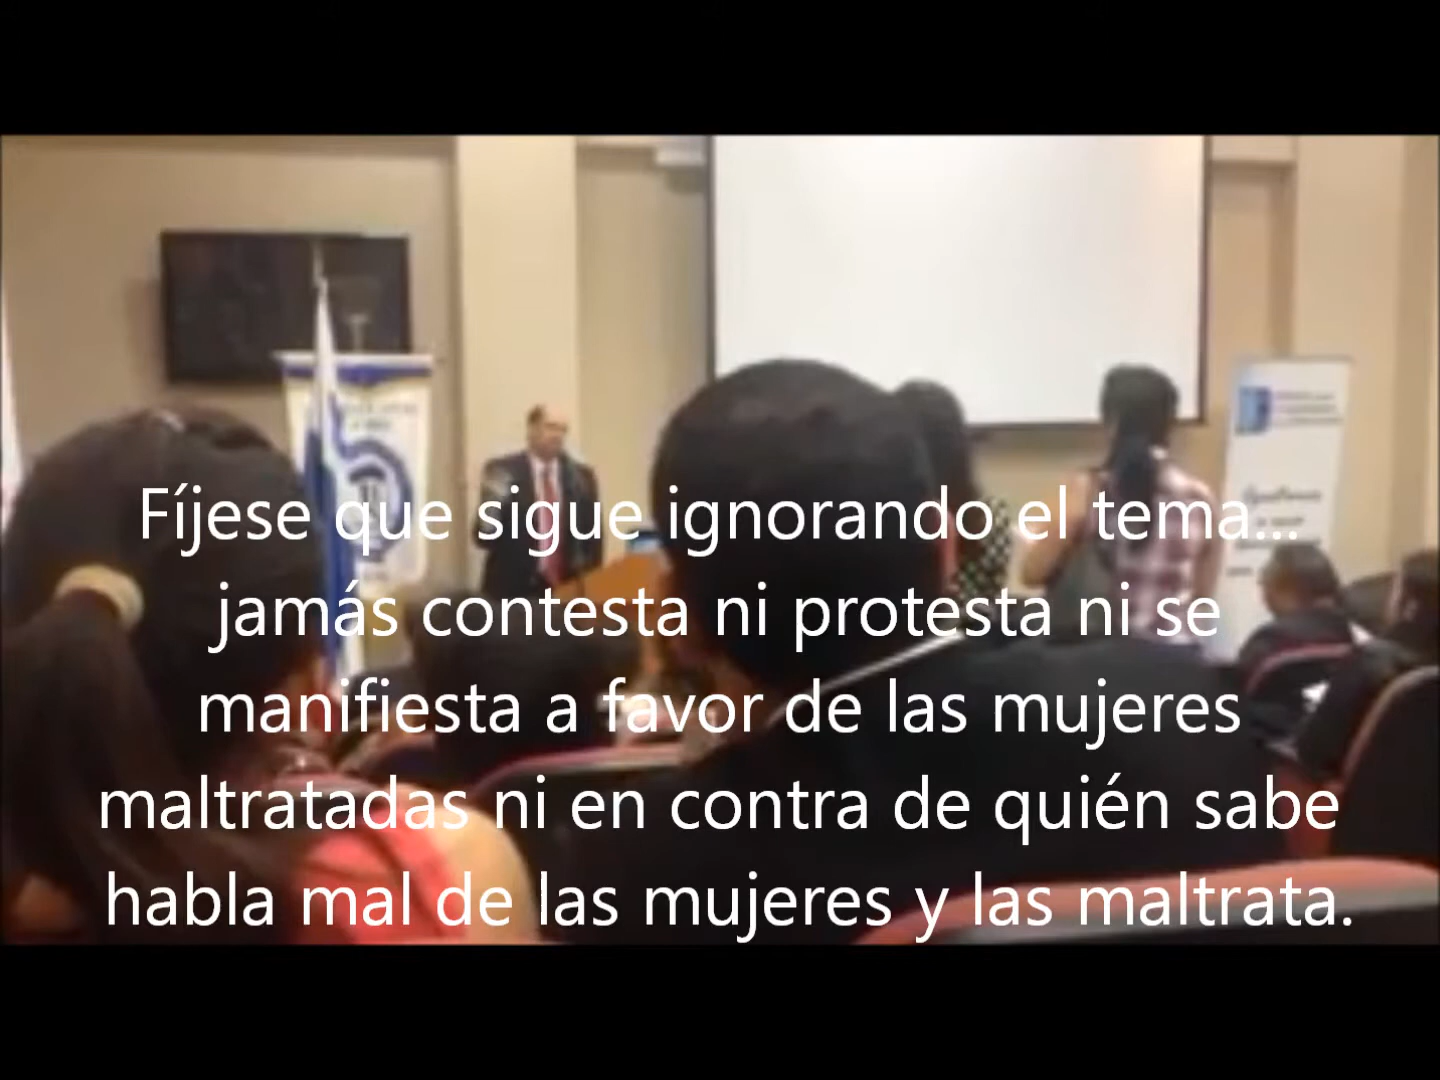 Fíjese que sigue ignorando el tema...
jamás contesta ni protesta ni se
manifiesta a favor de las mujeres
maltratadas ni en contra de quién sabe
habla mal de las mujeres y las maltrata.